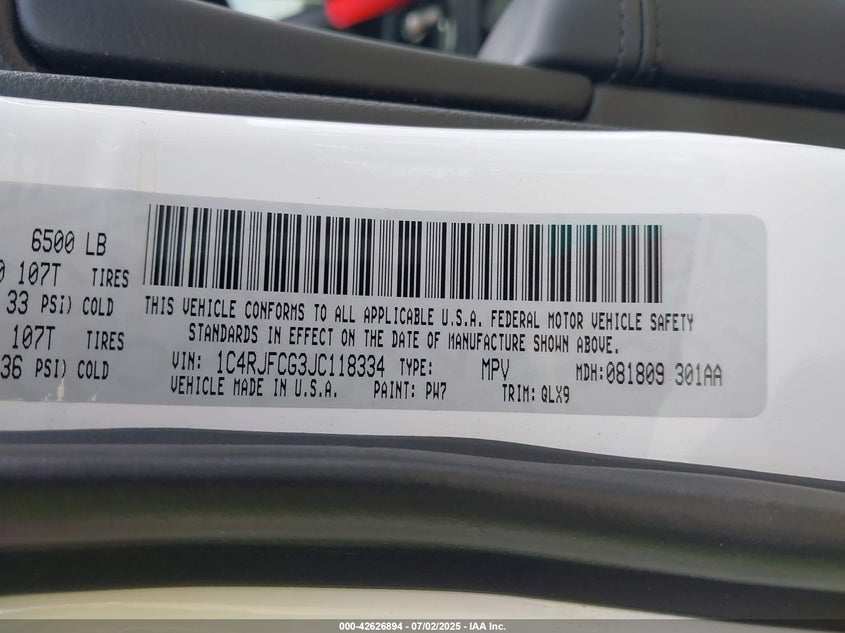 6500 LB
107T TIRES
33 PSI) COLD
107T TIRES
36 PSI) COLD
THIS VEHICLE CONFORMS TO ALL APPLICABLE U.S.A. FEDERAL MOTOR VEHICLE SAFETY
STANDARDS IN EFFECT ON THE DATE OF MANUFACTURE SHOWN ABOVE.
VIN: 1C4RJFCG3JC118334 TYPE: MPV MDH:081809 301AA
VEHICLE MADE IN U.S.A. PAINT: PW7 TRIM: QLX9
000-42626894 - 07/02/2025 - IAA Inc.